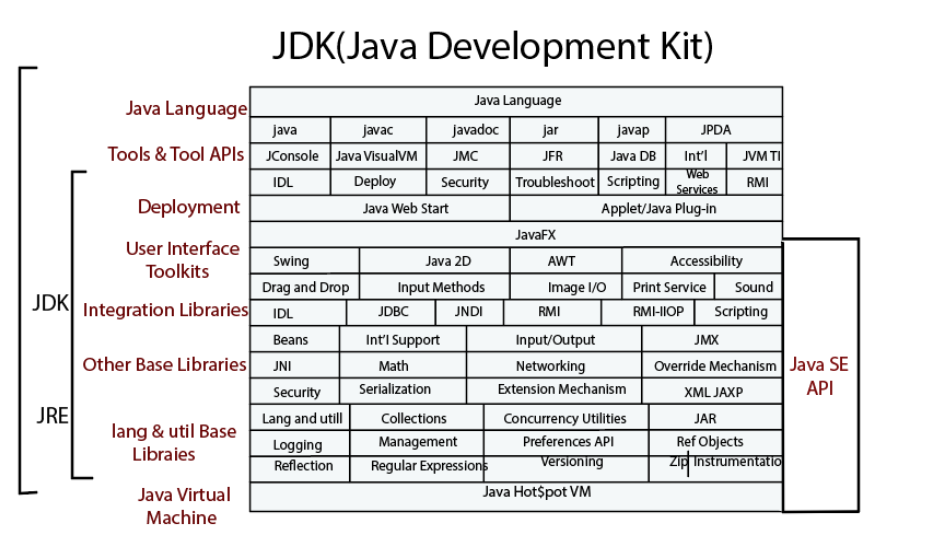 JDK(Java Development Kit)
Java Language Java Language
java javac javadoc jar javap JPDA
Tools & Tool APIs JConsole Java VisualVM JMC JFR Java DB Int'l JVM TI
IDL Deploy Security Troubleshoot Scripting Web Services RMI
Deployment Java Web Start Applet/Java Plug-in
JavaFX
User Interface Toolkits Swing Java 2D AWT Accessibility
Drag and Drop Input Methods Image I/O Print Service Sound
JDK Integration Libraries IDL JDBC JNDI RMI RMI-IIOP Scripting
Beans Int'l Support Input/Output JMX
Other Base Libraries JNI Math Networking Override Mechanism
Java SE API
Security Serialization Extension Mechanism XML JAXP
JRE Lang and utill Collections Concurrency Utilities JAR
lang & util Base Libraies Logging Management Preferences API Ref Objects
Reflection Regular Expressions Versioning Zip Instrumentatio
Java Virtual Machine Java Hot$pot VM